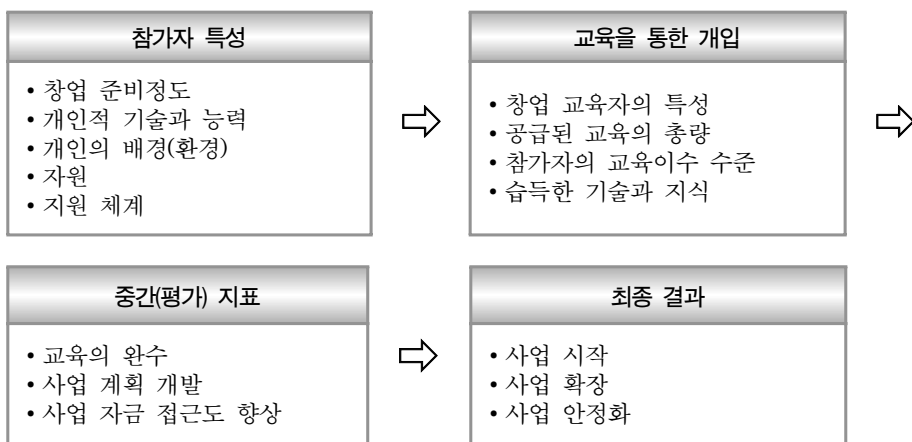 참가자 특성
• 창업 준비정도
• 개인적 기술과 능력
• 개인의 배경(환경)
• 자원
• 지원 체계
교육을 통한 개입
• 창업 교육자의 특성
• 공급된 교육의 총량
• 참가자의 교육이수 수준
• 습득한 기술과 지식
중간(평가) 지표
• 교육의 완수
• 사업 계획 개발
• 사업 자금 접근도 향상
최종 결과
• 사업 시작
• 사업 확장
• 사업 안정화